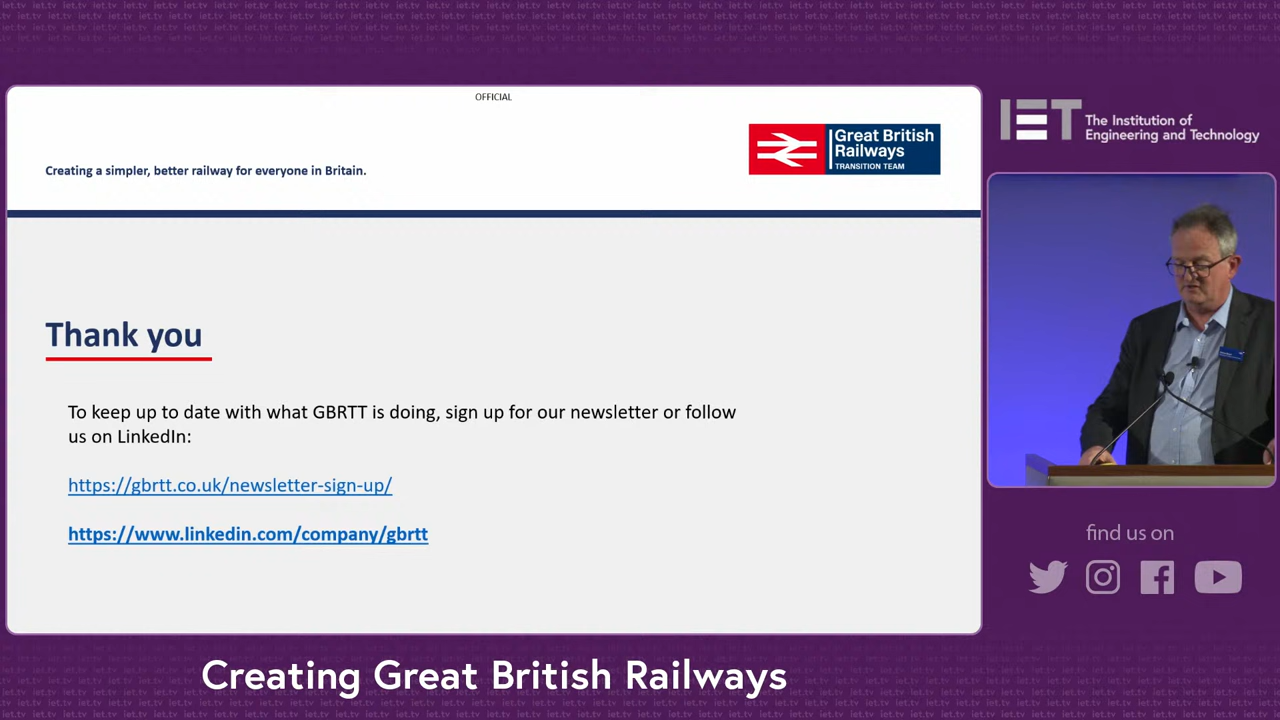 OFFICIAL
Creating a simpler, better railway for everyone in Britain.
Great British
Railways
TRANSITION TEAM
Thank you
To keep up to date with what GBRTT is doing, sign up for our newsletter or follow
us on LinkedIn:
https://gbrtt.co.uk/newsletter-sign-up/
https://www.linkedin.com/company/gbrtt
IET
The Institution of
Engineering and Technology
find us on
Creating Great British Railways